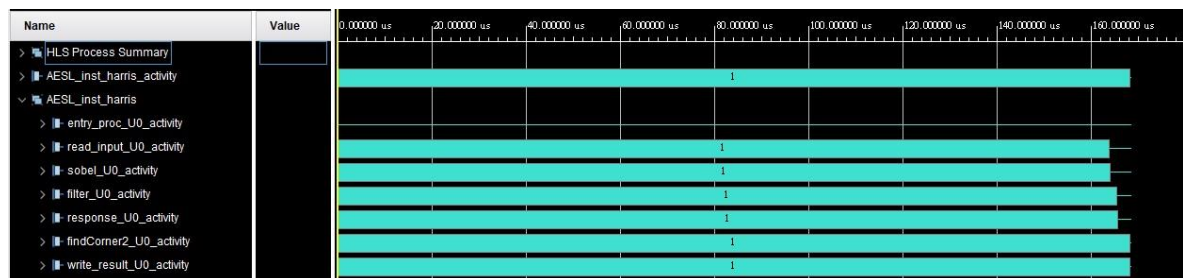 Name Value 0.000000 us 20.000000 us 40.000000 us 60.000000 us 80.000000 us 100.000000 us 120.000000 us 140.000000 us 160.000000 us
HLS Process Summary
AESL_inst_harris_activity 1
AESL_inst_harris
entry_proc_U0_activity
read_input_U0_activity 1
sobel_U0_activity 1
filter_U0_activity 1
response_U0_activity 1
findCorner2_U0_activity 1
write_result_U0_activity 1